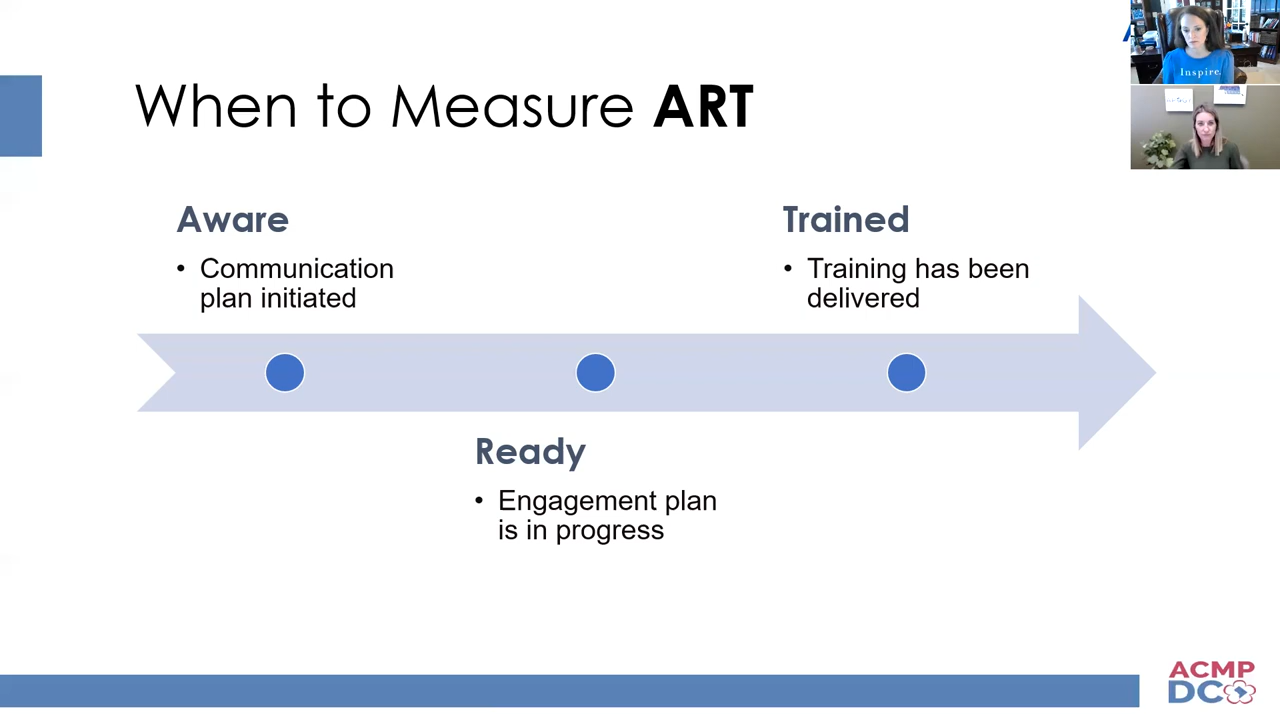 When to Measure ART
Inspire.
Aware
• Communication
plan initiated
Trained
• Training has been
delivered
Ready
• Engagement plan
is in progress
ACMP
DC